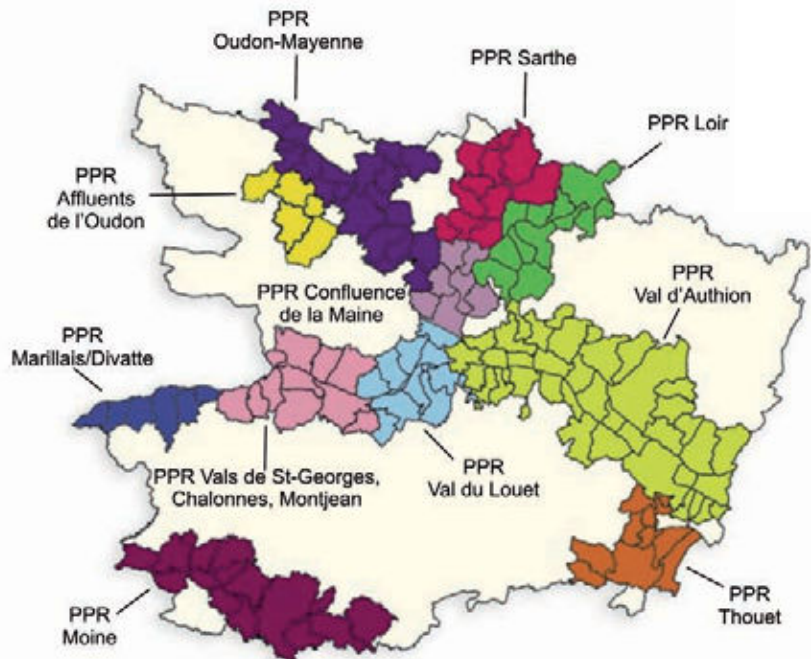 PPR
Oudon-Mayenne
PPR Sarthe
PPR Loir
PPR
Affluents
de l'Oudon
PPR
Val d'Authion
PPR Confluence
de la Maine
PPR
Marillais/Divatte
PPR Vals de St-Georges,
Chalonnes, Montjean
PPR
Val du Louet
PPR
Moine
PPR
Thouet